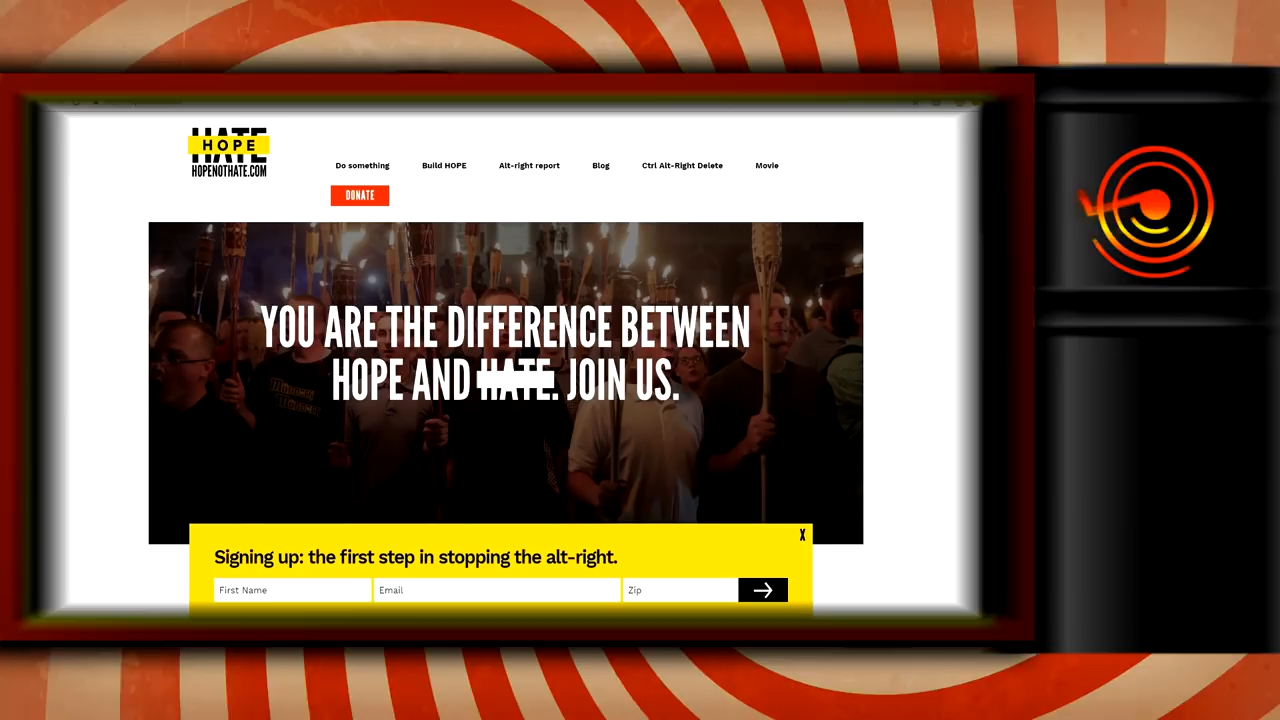 HATE
HOPE
HOPENOTHATE.COM
Do something Build HOPE Alt-right report Blog Ctrl Alt-Right Delete Movie
DONATE
YOU ARE THE DIFFERENCE BETWEEN
HOPE AND HATE. JOIN US.
X
Signing up: the first step in stopping the alt-right.
First Name Email Zip